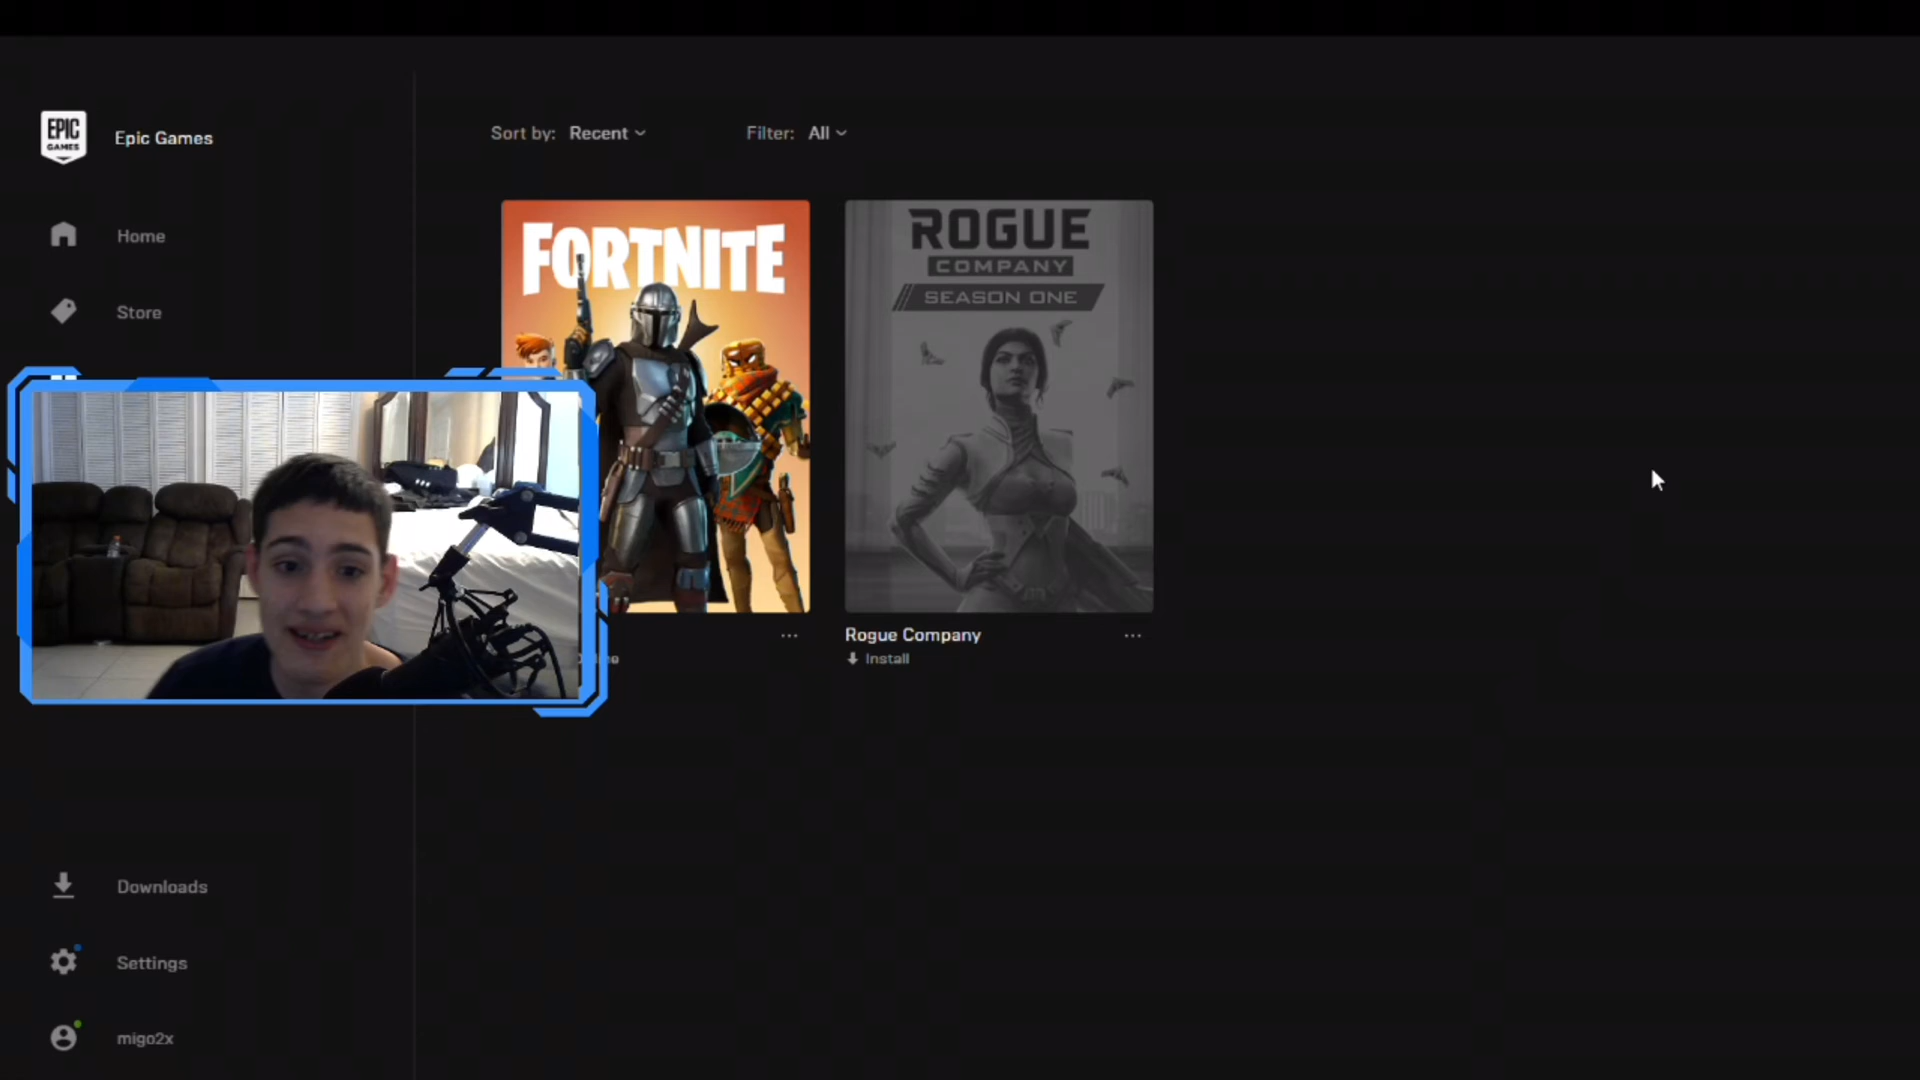 EPIC
GAMES
Epic Games
Sort by: Recent
Filter: All
Home
Store
FORTNITE
ROGUE
COMPANY
SEASON ONE
...
Rogue Company
...
Install
Downloads
Settings
migo2x